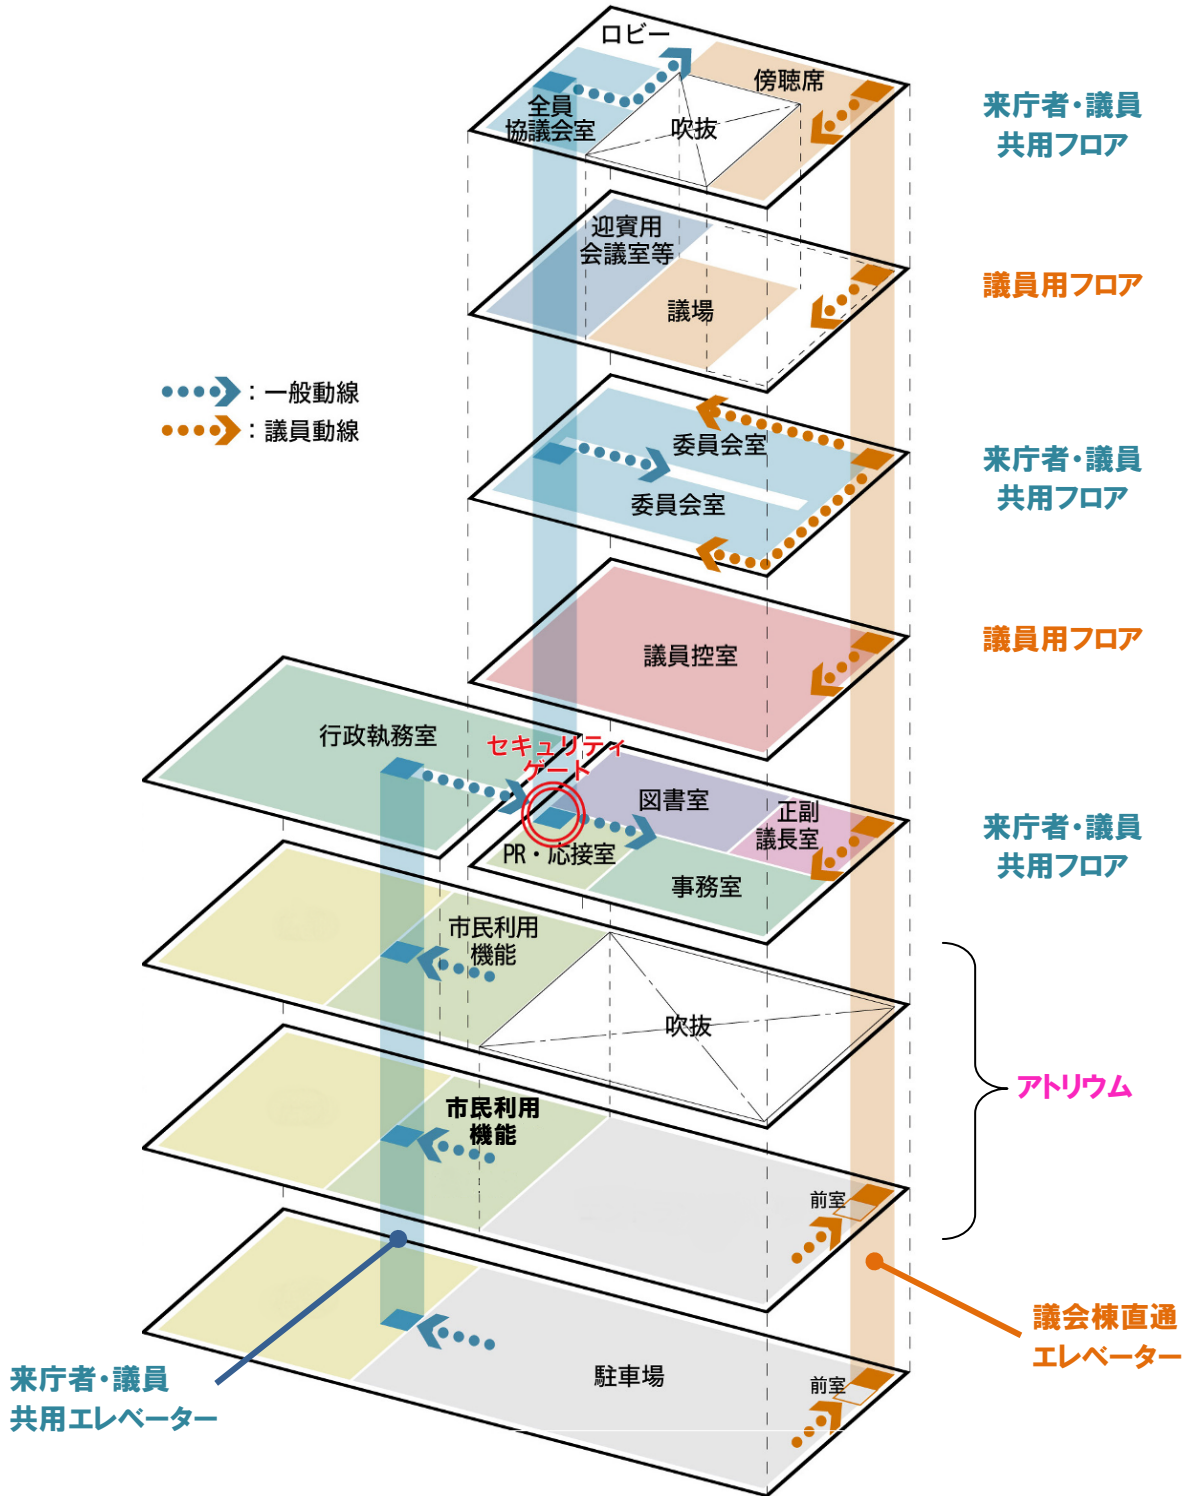 ロビー
傍聴席
全員
協議会室
吹抜
来庁者・議員
共用フロア
迎賓用
会議室等
議場
議員用フロア
：一般動線
：議員動線
委員会室
委員会室
来庁者・議員
共用フロア
議員控室
議員用フロア
行政執務室
セキュリティ
ゲート
図書室
正副
議長室
PR・応接室
事務室
来庁者・議員
共用フロア
市民利用
機能
吹抜
アトリウム
市民利用
機能
前室
議会棟直通
エレベーター
駐車場
前室
来庁者・議員
共用エレベーター